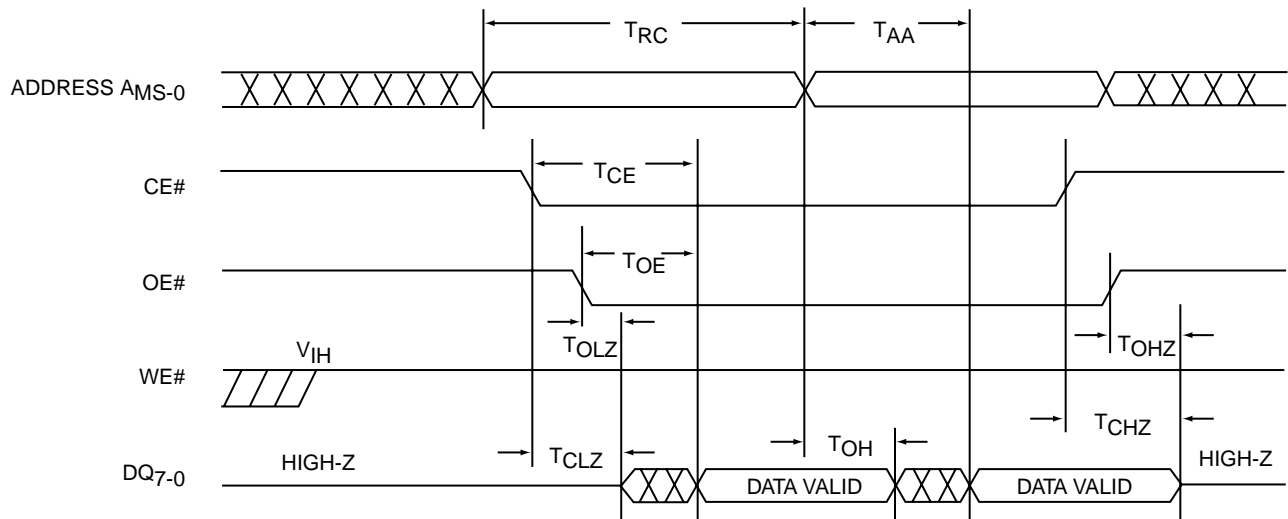 TRC TAA
ADDRESS AMS-0
TCE
CE#
TOE
OE#
TOLZ TOHZ
VIH
WE#
TCLZ TOH TCHZ
HIGH-Z HIGH-Z
DQ7-0 DATA VALID DATA VALID